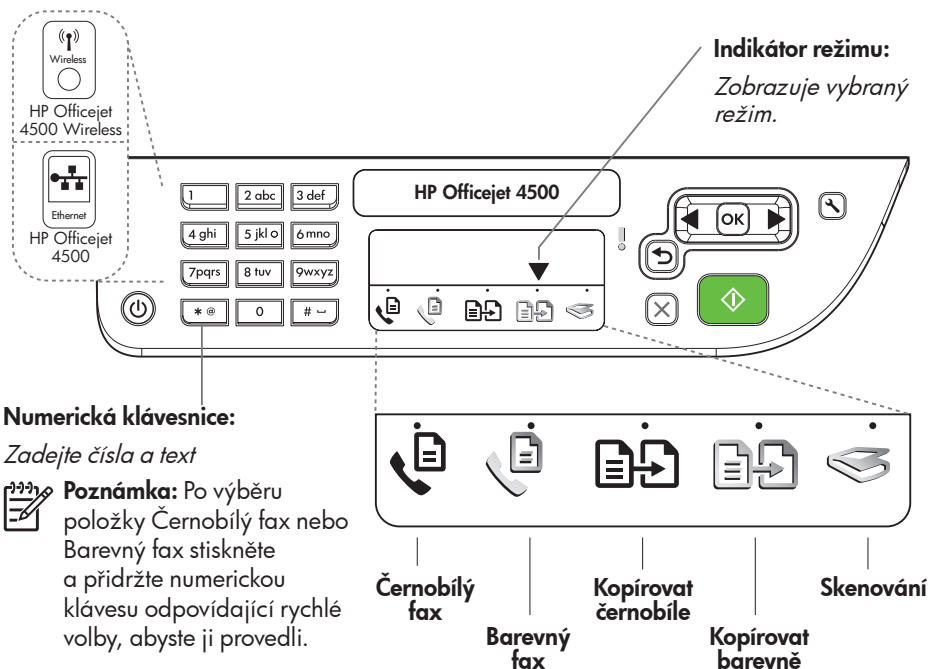 Wireless
HP Officejet
4500 Wireless
Ethernet
HP Officejet
4500
Indikátor režimu:
Zobrazuje vybraný
režim.
HP Officejet 4500
1
2 abc
3 def
4 ghi
5 jkl o
6 mno
7pqrs
8 tuv
9wxyz
* @
0
#
OK
Numerická klávesnice:
Zadejte čísla a text
Poznámka: Po výběru
položky Černobílý fax nebo
Barevný fax stiskněte
a přidržte numerickou
klávesu odpovídající rychlé
volby, abyste ji provedli.
Černobílý
fax
Barevný
fax
Kopírovat
černobíle
Kopírovat
barevně
Skenování